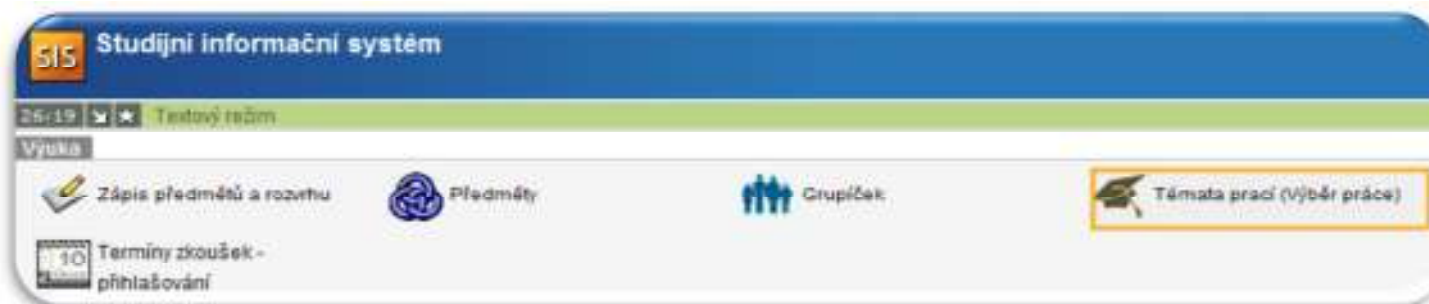 SIS Studijní informační systém
26:19 Textový režim
Výuka
Zápis předmětů a rozvrhu Předměty Grupíček Témata prací (Výběr práce)
10 Termíny zkoušek -
přihlašování